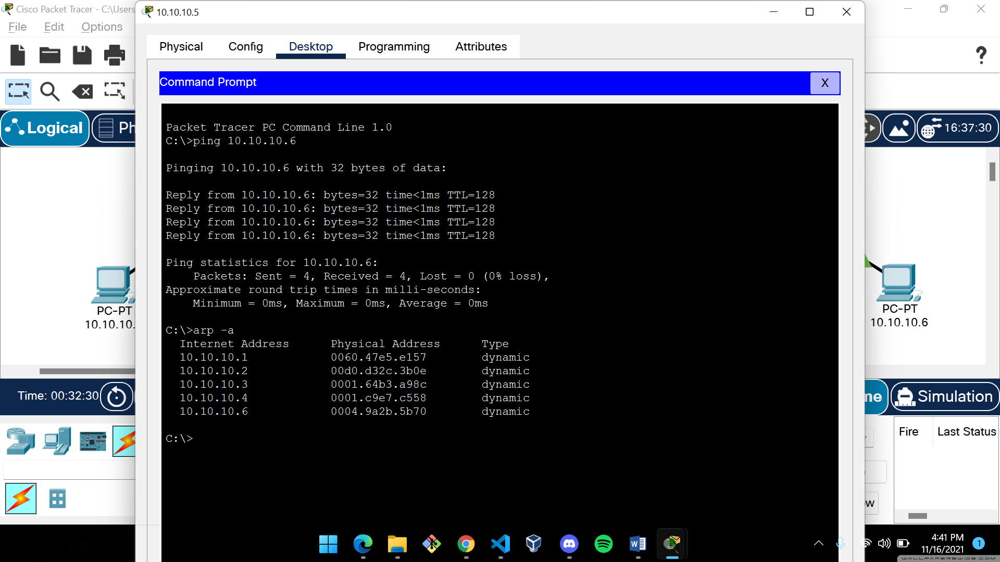 Cisco Packet Tracer - C:\Users
File Edit Options
10.10.10.5
Physical Config Desktop Programming Attributes
Command Prompt
X
Logical
Ph
16:37:30
Packet Tracer PC Command Line 1.0
C:\>ping 10.10.10.6
Pinging 10.10.10.6 with 32 bytes of data:
Reply from 10.10.10.6: bytes=32 time<1ms TTL=128
Reply from 10.10.10.6: bytes=32 time<1ms TTL=128
Reply from 10.10.10.6: bytes=32 time<1ms TTL=128
Reply from 10.10.10.6: bytes=32 time<1ms TTL=128
Ping statistics for 10.10.10.6:
Packets: Sent = 4, Received = 4, Lost = 0 (0% loss),
Approximate round trip times in milli-seconds:
Minimum = 0ms, Maximum = 0ms, Average = 0ms
C:\>arp -a
Internet Address Physical Address Type
10.10.10.1 0060.47e5.e157 dynamic
10.10.10.2 00d0.d32c.3b0e dynamic
10.10.10.3 0001.64b3.a98c dynamic
10.10.10.4 0001.c9e7.c558 dynamic
10.10.10.6 0004.9a2b.5b70 dynamic
C:\>
PC-PT
10.10.10.
PC-PT
10.10.10.6
Time: 00:32:30
me
Simulation
Fire Last Status
W
4:41 PM
11/16/2021
1
WALLPAPERSWIDE.COM